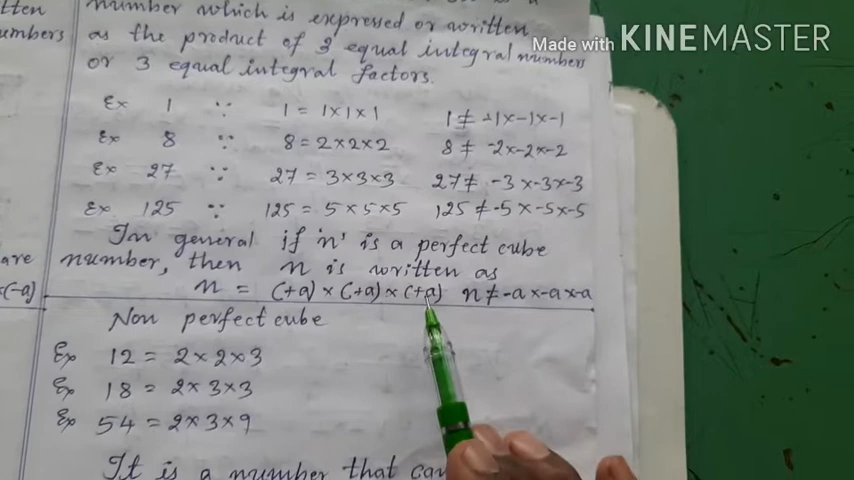 tten
umbers
number which is expressed or written
as the product of 3 equal integral numbers
or 3 equal integral factors.
Ex 1 ∵ 1 = 1×1×1 1 ≠ -1×-1×-1
Ex 8 ∵ 8 = 2×2×2 8 ≠ -2×-2×-2
Ex 27 ∵ 27 = 3×3×3 27 ≠ -3×-3×-3
Ex 125 ∵ 125 = 5×5×5 125 ≠ -5×-5×-5
In general if 'n' is a perfect cube
number, then n is written as
n = (+a)×(+a)×(+a) n ≠ -a×-a×-a
are
×(-a)
Non perfect cube
Ex 12 = 2×2×3
Ex 18 = 2×3×3
Ex 54 = 2×3×9
It is a number that can
Made with KINEMASTER